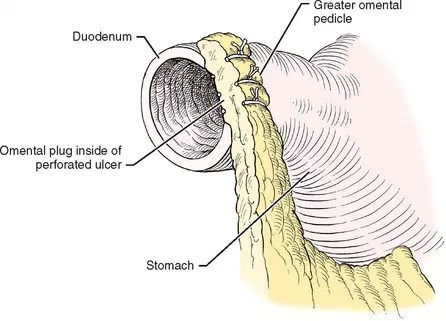 Greater omental
pedicle
Duodenum
Omental plug inside of
perforated ulcer
Stomach